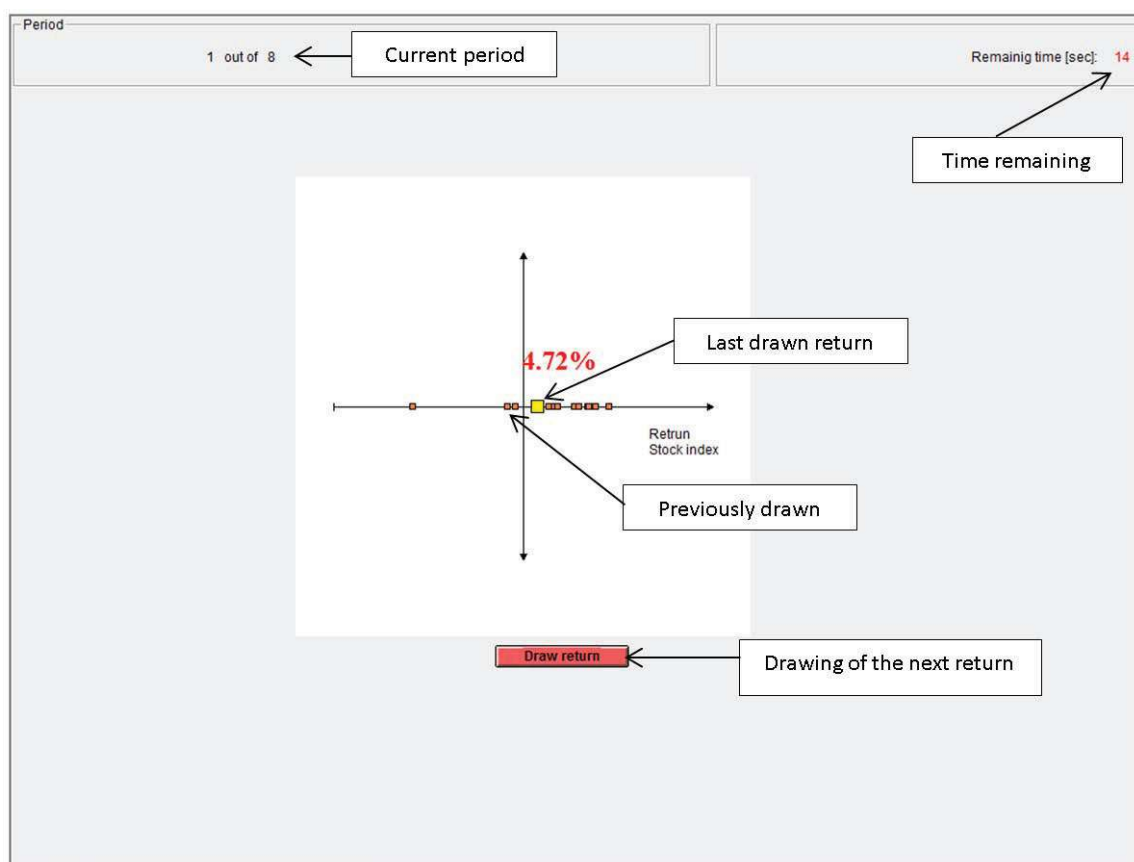 Period
1 out of 8
Current period
Remainig time [sec]: 14
Time remaining
Last drawn return
4.72%
Retrun
Stock index
Previously drawn
Draw return
Drawing of the next return